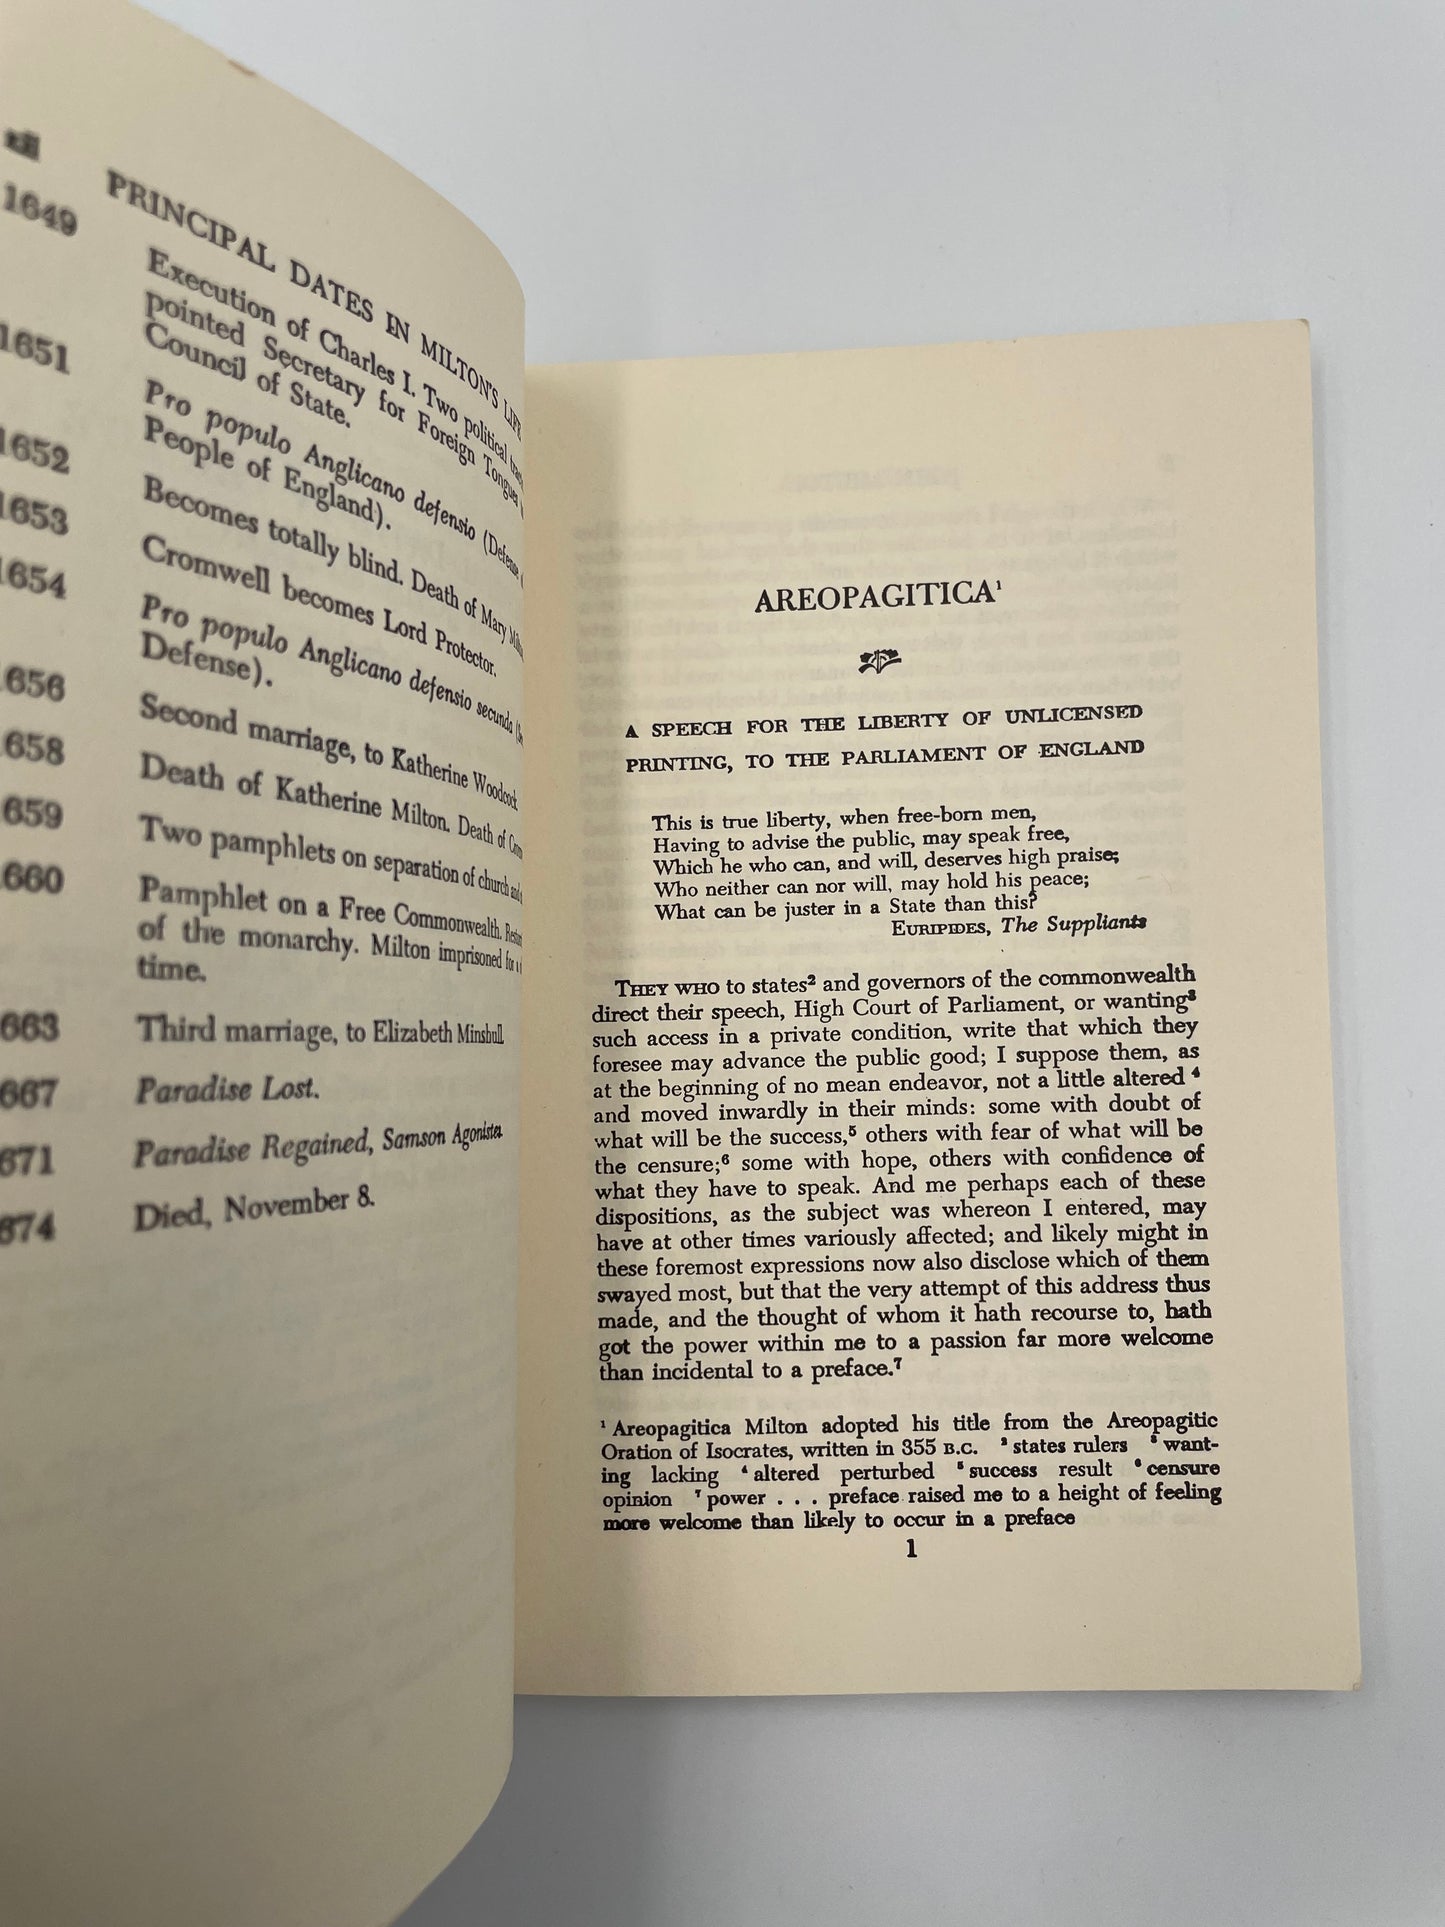 xii PRINCIPAL DATES IN MILTON'S LIFE
1649 Execution of Charles I. Two political tracts
pointed Secretary for Foreign Tongues
Council of State.
1651 Pro populo Anglicano defensio (Defense
People of England).
1652 Becomes totally blind. Death of Mary
1653 Cromwell becomes Lord Protector.
1654 Pro populo Anglicano defensio secunda
Defense).
1656 Second marriage, to Katherine Woodcock.
1658 Death of Katherine Milton. Death of
1659 Two pamphlets on separation of church and
1660 Pamphlet on a Free Commonwealth.
of the monarchy. Milton imprisoned for a
time.
663 Third marriage, to Elizabeth Minshull.
667 Paradise Lost.
671 Paradise Regained, Samson Agonistes.
674 Died, November 8.
AREOPAGITICA¹
A SPEECH FOR THE LIBERTY OF UNLICENSED
PRINTING, TO THE PARLIAMENT OF ENGLAND
This is true liberty, when free-born men,
Having to advise the public, may speak free,
Which he who can, and will, deserves high praise;
Who neither can nor will, may hold his peace;
What can be juster in a State than this?
EURIPIDES, The Suppliants
THEY WHO to states² and governors of the commonwealth
direct their speech, High Court of Parliament, or wanting³
such access in a private condition, write that which they
foresee may advance the public good; I suppose them, as
at the beginning of no mean endeavor, not a little altered⁴
and moved inwardly in their minds: some with doubt of
what will be the success,⁵ others with fear of what will be
the censure;⁶ some with hope, others with confidence of
what they have to speak. And me perhaps each of these
dispositions, as the subject was whereon I entered, may
have at other times variously affected; and likely might in
these foremost expressions now also disclose which of them
swayed most, but that the very attempt of this address thus
made, and the thought of whom it hath recourse to, hath
got the power within me to a passion far more welcome
than incidental to a preface.⁷
¹ Areopagitica Milton adopted his title from the Areopagitic
Oration of Isocrates, written in 355 B.C. ² states rulers ³ want-
ing lacking ⁴ altered perturbed ⁵ success result ⁶ censure
opinion ⁷ power . . . preface raised me to a height of feeling
more welcome than likely to occur in a preface
1